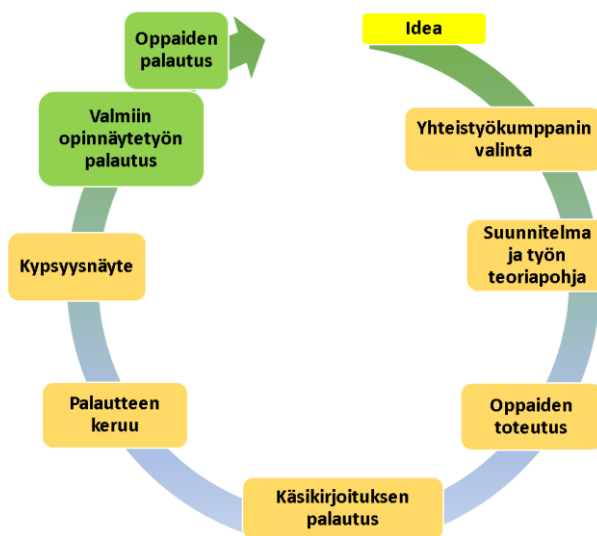 Idea
Yhteistyökumppanin
valinta
Suunnitelma
ja työn
teoriapohja
Oppaiden
toteutus
Käsikirjoituksen
palautus
Palautteen
keruu
Kypsyysnäyte
Valmiin
opinnäytetyön
palautus
Oppaiden
palautus